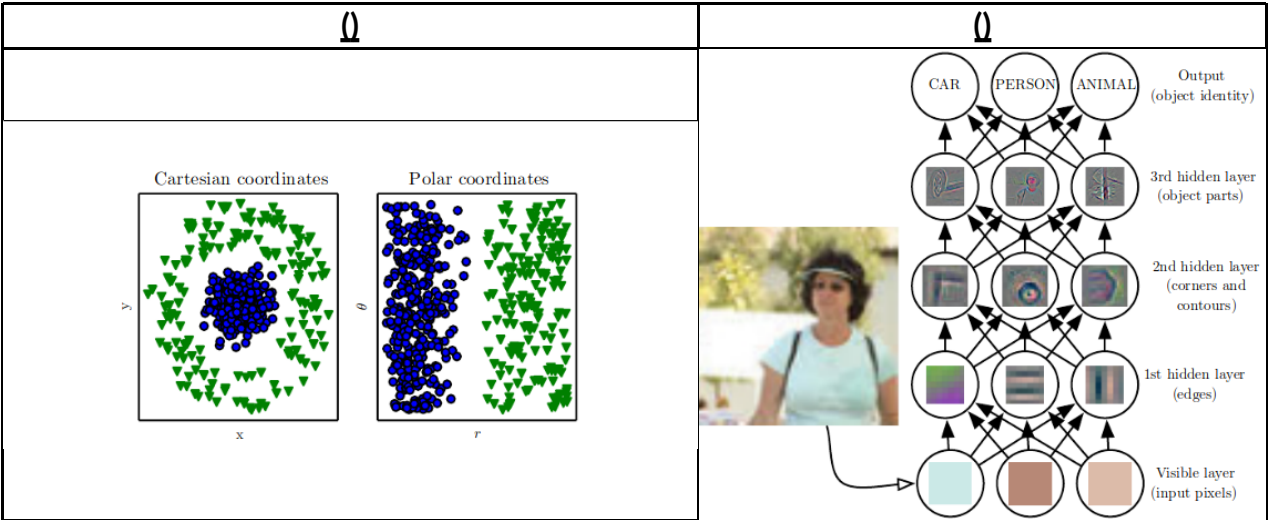 ()
()
Cartesian coordinates
Polar coordinates
y
x
θ
r
CAR
PERSON
ANIMAL
Output
(object identity)
3rd hidden layer
(object parts)
2nd hidden layer
(corners and
contours)
1st hidden layer
(edges)
Visible layer
(input pixels)